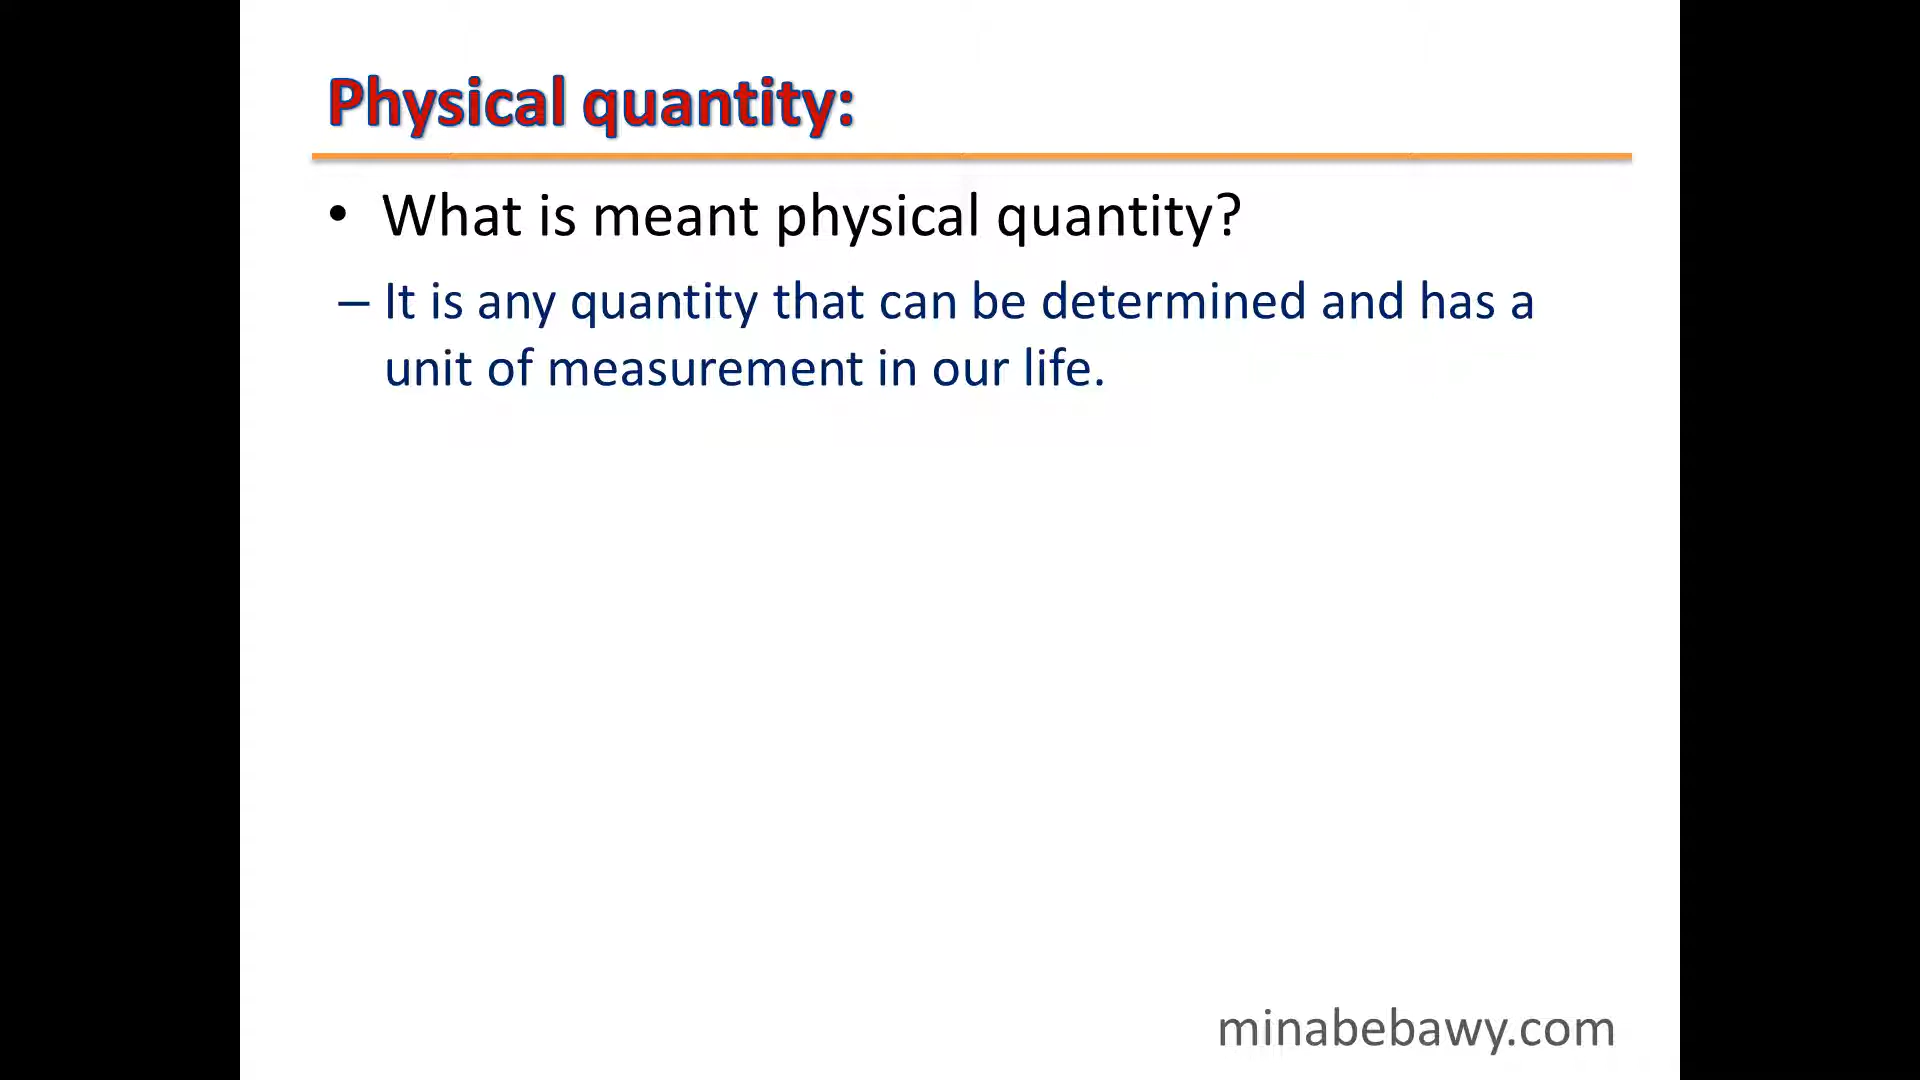 Physical quantity:
• What is meant physical quantity?
– It is any quantity that can be determined and has a
unit of measurement in our life.
minabebawy.com